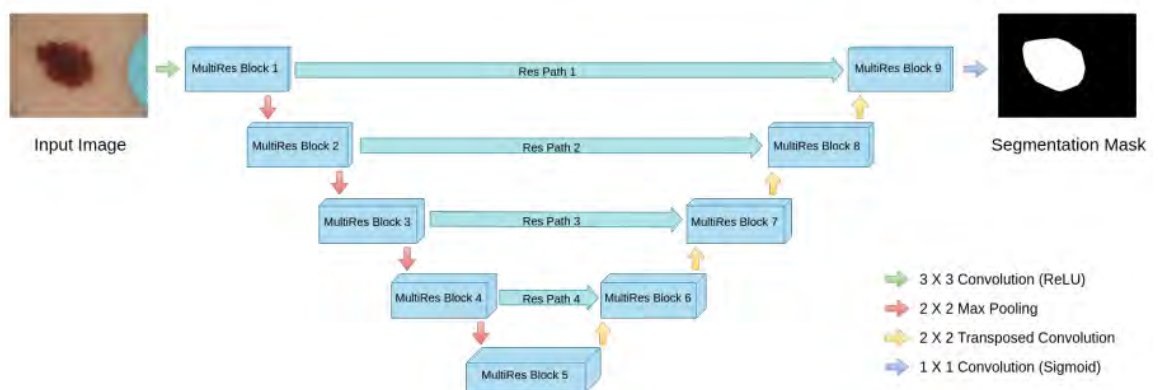 MultiRes Block 1
Res Path 1
MultiRes Block 9
Input Image
MultiRes Block 2
Res Path 2
MultiRes Block 8
Segmentation Mask
MultiRes Block 3
Res Path 3
MultiRes Block 7
MultiRes Block 4
Res Path 4
MultiRes Block 6
MultiRes Block 5
3 X 3 Convolution (ReLU)
2 X 2 Max Pooling
2 X 2 Transposed Convolution
1 X 1 Convolution (Sigmoid)